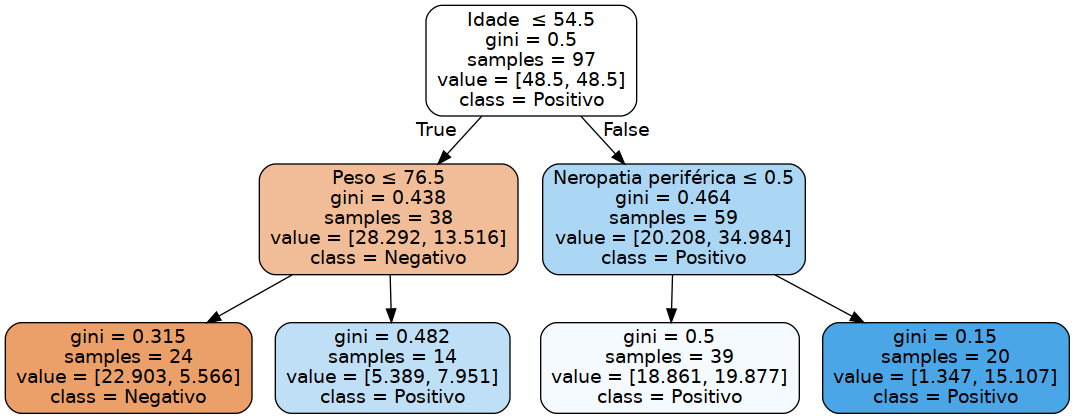 Idade ≤ 54.5
gini = 0.5
samples = 97
value = [48.5, 48.5]
class = Positivo
True
False
Peso ≤ 76.5
gini = 0.438
samples = 38
value = [28.292, 13.516]
class = Negativo
Neropatia periférica ≤ 0.5
gini = 0.464
samples = 59
value = [20.208, 34.984]
class = Positivo
gini = 0.315
samples = 24
value = [22.903, 5.566]
class = Negativo
gini = 0.482
samples = 14
value = [5.389, 7.951]
class = Positivo
gini = 0.5
samples = 39
value = [18.861, 19.877]
class = Positivo
gini = 0.15
samples = 20
value = [1.347, 15.107]
class = Positivo